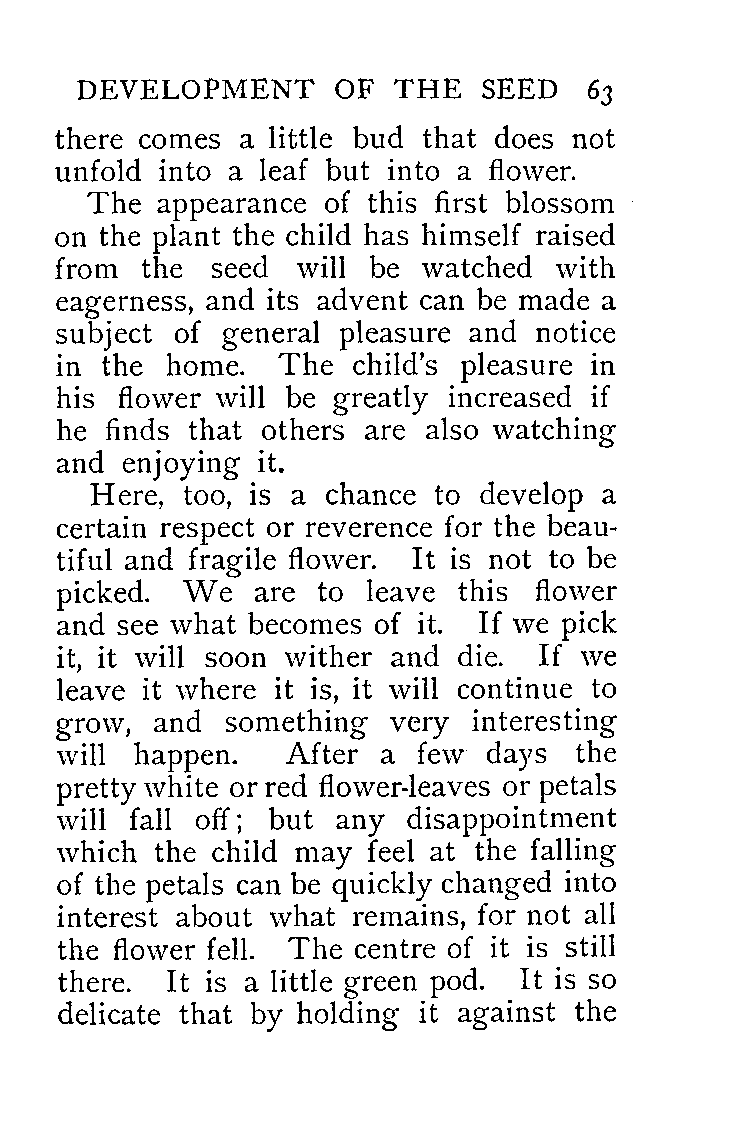 DEVELOPMENT OF THE SEED 63
there comes a little bud that does not
unfold into a leaf but into a flower.
The appearance of this first blossom
on the plant the child has himself raised
from the seed will be watched with
eagerness, and its advent can be made a
subject of general pleasure and notice
in the home. The child's pleasure in
his flower will be greatly increased if
he finds that others are also watching
and enjoying it.
Here, too, is a chance to develop a
certain respect or reverence for the beau-
tiful and fragile flower. It is not to be
picked. We are to leave this flower
and see what becomes of it. If we pick
it, it will soon wither and die. If we
leave it where it is, it will continue to
grow, and something very interesting
will happen. After a few days the
pretty white or red flower-leaves or petals
will fall off; but any disappointment
which the child may feel at the falling
of the petals can be quickly changed into
interest about what remains, for not all
the flower fell. The centre of it is still
there. It is a little green pod. It is so
delicate that by holding it against the